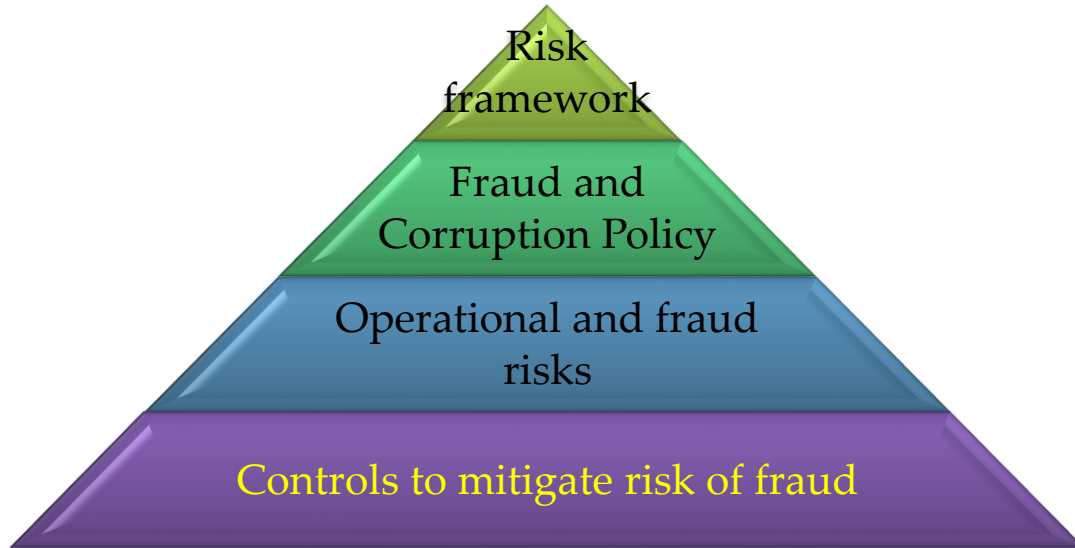 Risk
framework
Fraud and
Corruption Policy
Operational and fraud
risks
Controls to mitigate risk of fraud